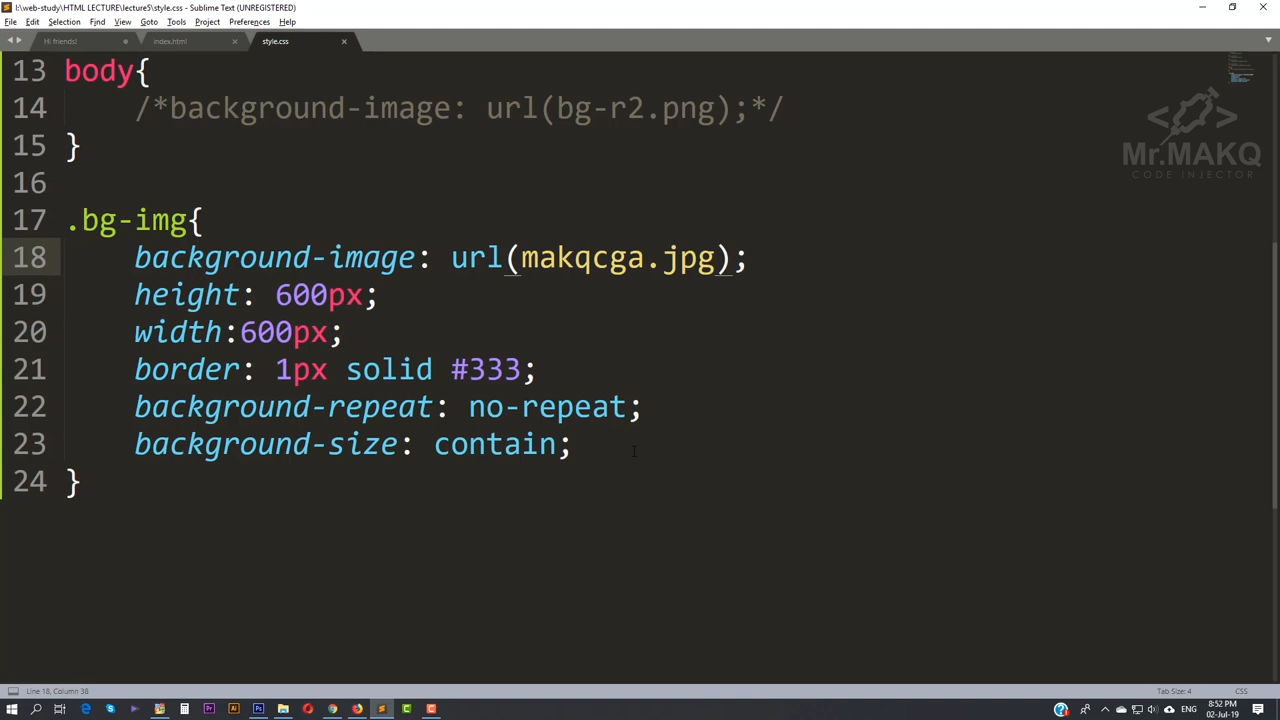 I:\web-study\HTML LECTURE\lecture5\style.css - Sublime Text (UNREGISTERED)
File Edit Selection Find View Goto Tools Project Preferences Help
Hi friends! index.html style.css
13 body{
14 /*background-image: url(bg-r2.png);*/
15 }
16
17 .bg-img{
18 background-image: url(makqcga.jpg);
19 height: 600px;
20 width:600px;
21 border: 1px solid #333;
22 background-repeat: no-repeat;
23 background-size: contain;
24 }
Mr.MAKQ
CODE INJECTOR
Line 18, Column 38 Tab Size: 4 CSS
ENG 8:52 PM
02-Jul-19